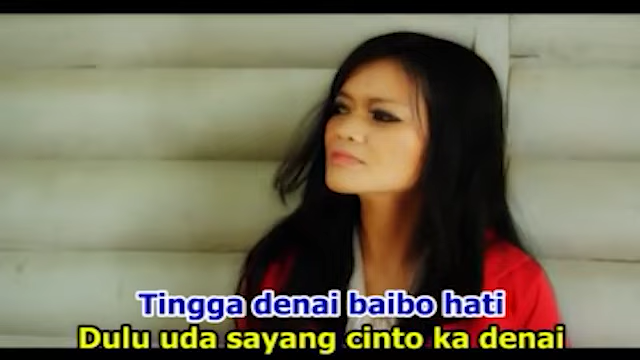 Tingga denai baibo hati
Dulu uda sayang cinto ka denai